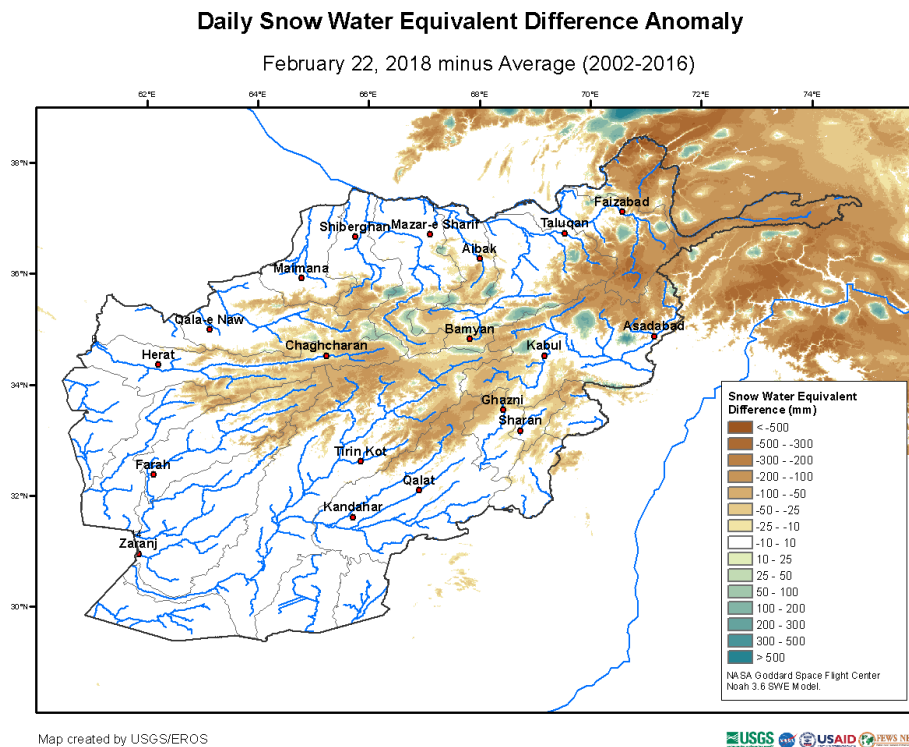 Daily Snow Water Equivalent Difference Anomaly
February 22, 2018 minus Average (2002-2016)
62°E 64°E 66°E 68°E 70°E 72°E 74°E
38°N
Faizabad
Shiberghan Mazar-e Sharif Taluqan
Aibak
36°N
Maimana
Qala-e Naw
Bamyan
Asadabad
Herat Chaghcharan Kabul
34°N
Ghazni
Sharan
Tirin Kot
Farah
Qalat
32°N
Kandahar
Zaranj
30°N
Snow Water Equivalent
Difference (mm)
<-500
-500 - -300
-300 - -200
-200 - -100
-100 - -50
-50 - -25
-25 - -10
-10 - 10
10 - 25
25 - 50
50 - 100
100 - 200
200 - 300
300 - 500
> 500
NASA Goddard Space Flight Center
Noah 3.6 SWE Model.
Map created by USGS/EROS
USGS NASA USAID FEWS NE